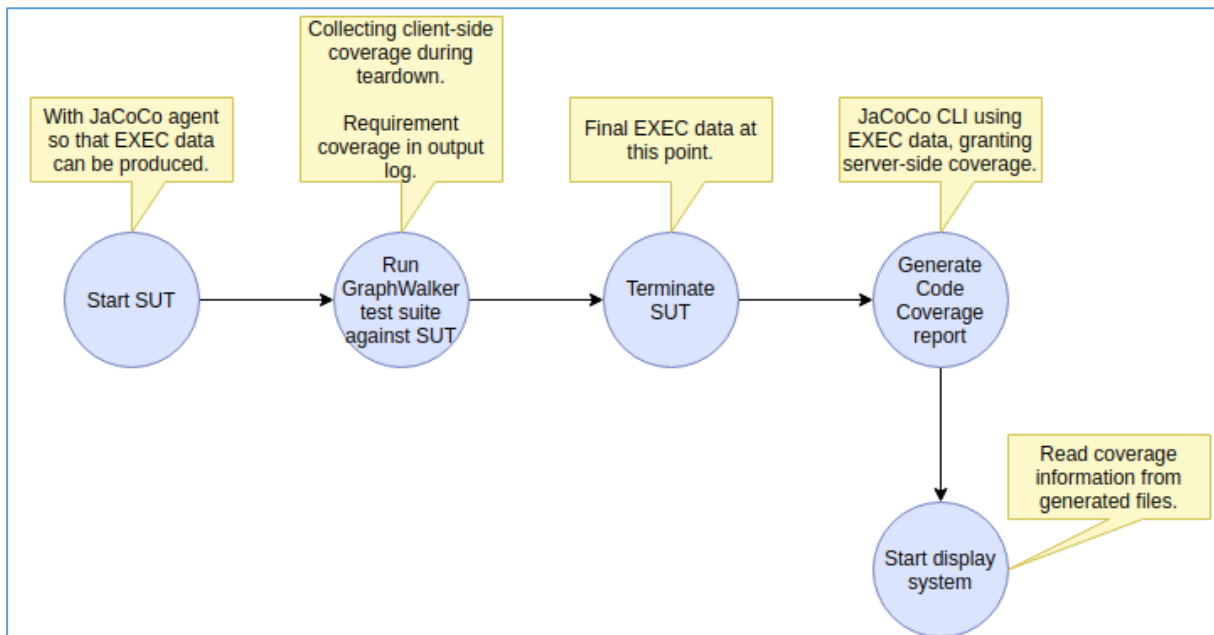 Collecting client-side
coverage during
teardown.
Requirement
coverage in output
log.
With JaCoCo agent
so that EXEC data
can be produced.
Final EXEC data at
this point.
JaCoCo CLI using
EXEC data, granting
server-side coverage.
Start SUT
Run
GraphWalker
test suite
against SUT
Terminate
SUT
Generate
Code
Coverage
report
Read coverage
information from
generated files.
Start display
system